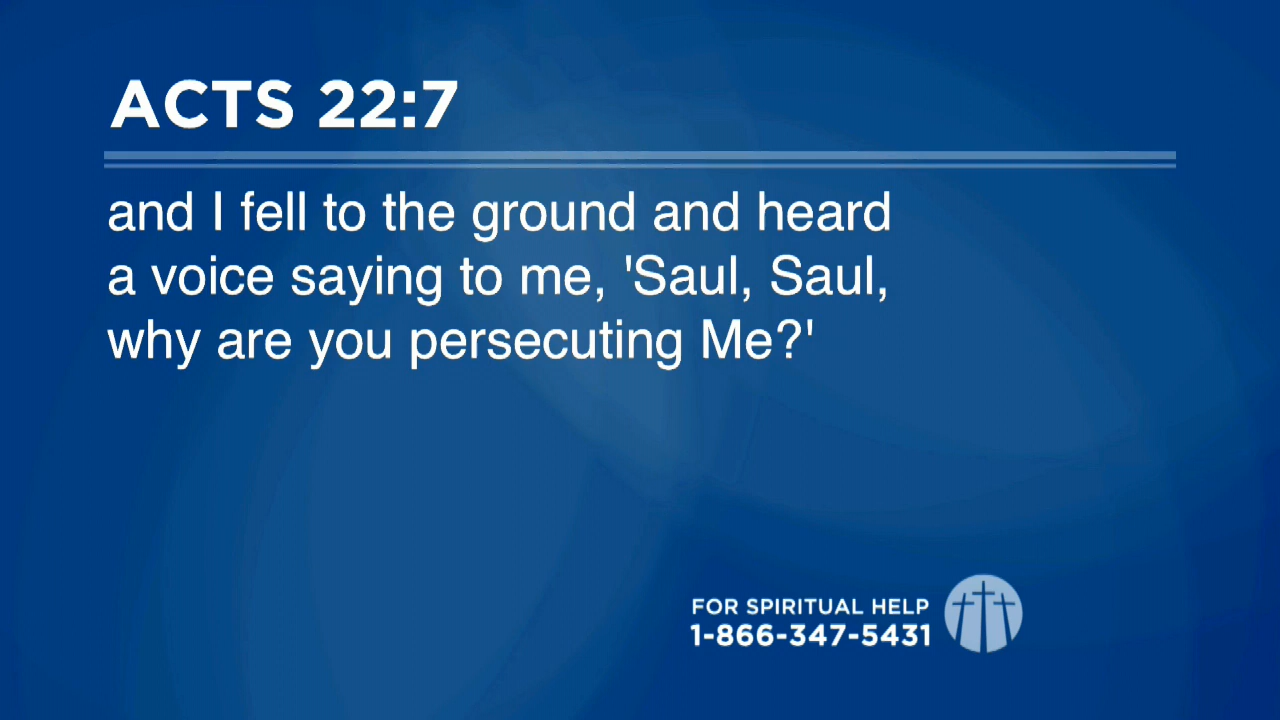 ACTS 22:7
and I fell to the ground and heard
a voice saying to me, 'Saul, Saul,
why are you persecuting Me?'
FOR SPIRITUAL HELP
1-866-347-5431